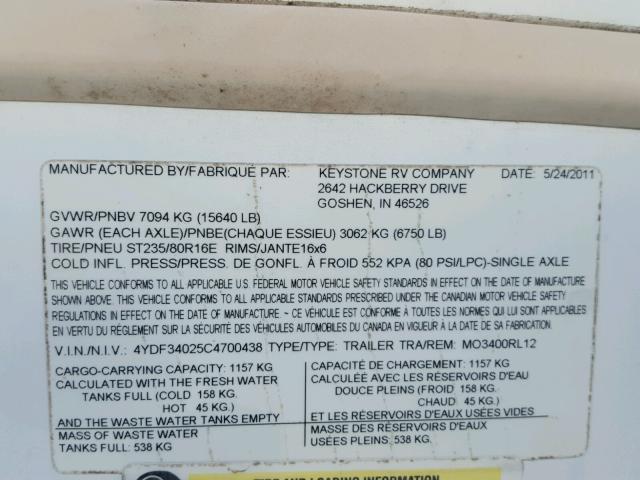 MANUFACTURED BY/FABRIQUE PAR: KEYSTONE RV COMPANY DATE: 5/24/2011
2642 HACKBERRY DRIVE
GOSHEN, IN 46526
GVWR/PNBV 7094 KG (15640 LB)
GAWR (EACH AXLE)/PNBE(CHAQUE ESSIEU) 3062 KG (6750 LB)
TIRE/PNEU ST235/80R16E RIMS/JANTE16x6
COLD INFL. PRESS/PRESS. DE GONFL. À FROID 552 KPA (80 PSI/LPC)-SINGLE AXLE
THIS VEHICLE CONFORMS TO ALL APPLICABLE U.S. FEDERAL MOTOR VEHICLE SAFETY STANDARDS IN EFFECT ON THE DATE OF MANUFACTURE
SHOWN ABOVE. THIS VEHICLE CONFORMS TO ALL APPLICABLE STANDARDS PRESCRIBED UNDER THE CANADIAN MOTOR VEHICLE SAFETY
REGULATIONS IN EFFECT ON THE DATE OF MANUFACTURE. - CE VÉHICULE EST CONFORME À TOUTES LES NORMES QUI LUI SONT
APPLICABLES EN VERTU DU RÈGLEMENT SUR LA SÉCURITÉ DES VÉHICULES AUTOMOBILES DU CANADA EN VIGUEUR À LA DATE DE SA FABRICATION.
V.I.N./N.I.V.: 4YDF34025C4700438 TYPE/TYPE: TRAILER TRA/REM: MO3400RL12
CARGO-CARRYING CAPACITY: 1157 KG
CALCULATED WITH THE FRESH WATER
TANKS FULL (COLD 158 KG.
HOT 45 KG.)
AND THE WASTE WATER TANKS EMPTY
MASS OF WASTE WATER
TANKS FULL: 538 KG.
CAPACITÉ DE CHARGEMENT: 1157 KG
CALCULÉE AVEC LES RÉSERVOIRS D'EAU
DOUCE PLEINS (FROID 158 KG.
CHAUD 45 KG.)
ET LES RÉSERVOIRS D'EAUX USÉES VIDES
MASSE DES RÉSERVOIRS D'EAUX
USÉES PLEINS: 538 KG.
TIRE AND LOADING INFORMATION